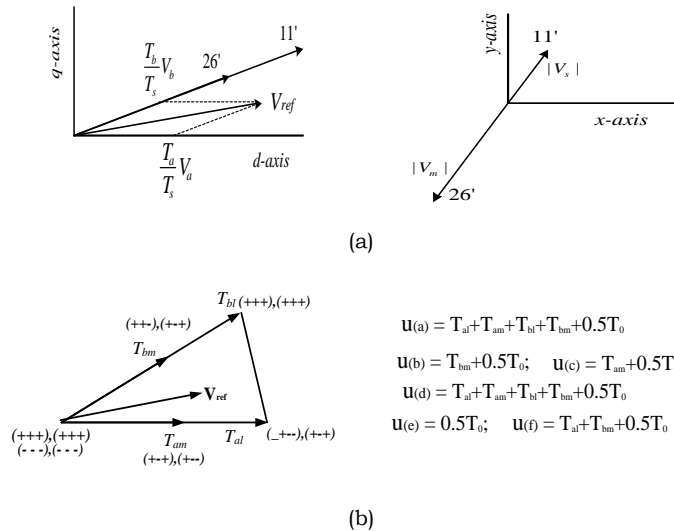 q-axis
T_b/T_s V_b
26'
11'
V_ref
T_a/T_s V_a
d-axis
y-axis
11'
|V_s|
x-axis
|V_m|
26'
(a)
T_bl (+++),(+++)
(++-),(+-+)
T_bm
V_ref
(+++),(+++)
(---),(---)
T_am
T_al
(_+--),(+-+)
(+-+),(+--)
u(a) = T_al+T_am+T_bl+T_bm+0.5T_0
u(b) = T_bm+0.5T_0; u(c) = T_am+0.5T
u(d) = T_al+T_am+T_bl+T_bm+0.5T_0
u(e) = 0.5T_0; u(f) = T_al+T_bm+0.5T_0
(b)